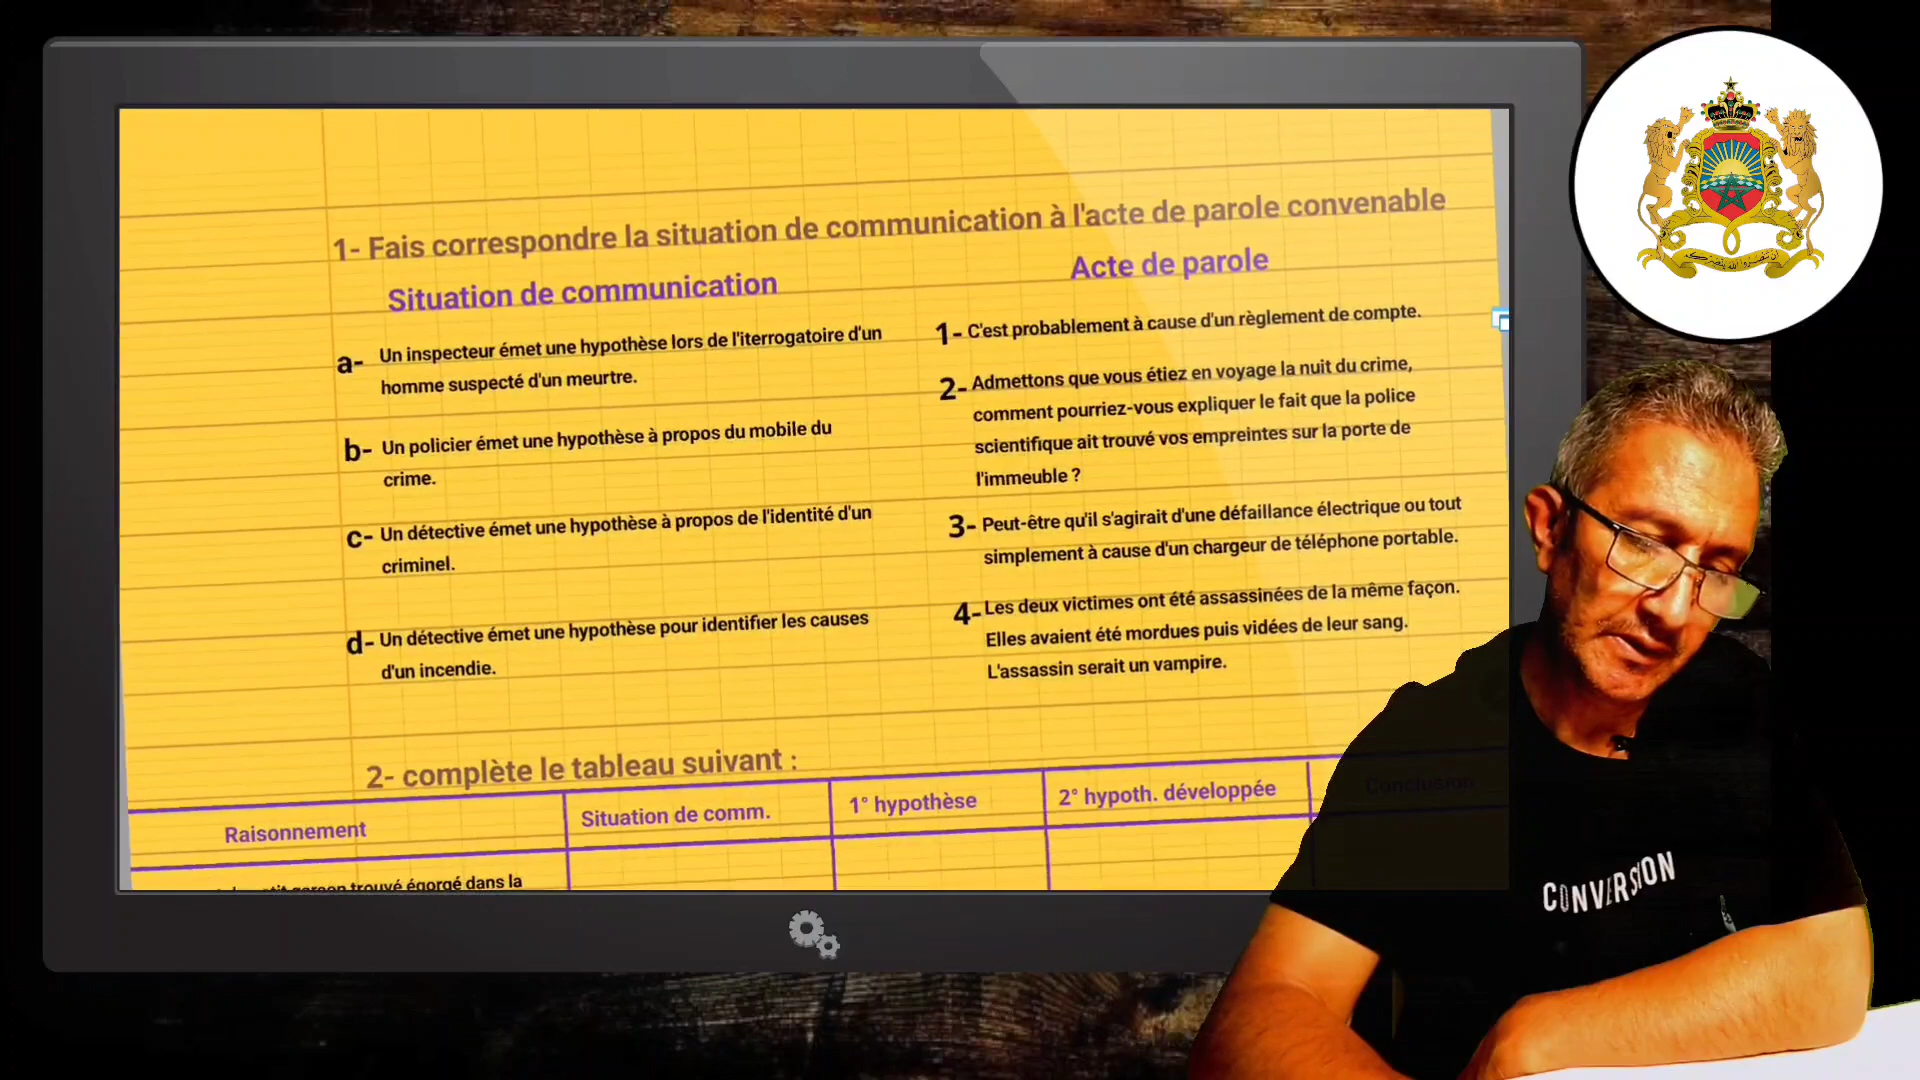 1- Fais correspondre la situation de communication à l'acte de parole convenable
Situation de communication
a- Un inspecteur émet une hypothèse lors de l'iterrogatoire d'un
homme suspecté d'un meurtre.
b- Un policier émet une hypothèse à propos du mobile du
crime.
c- Un détective émet une hypothèse à propos de l'identité d'un
criminel.
d- Un détective émet une hypothèse pour identifier les causes
d'un incendie.
Acte de parole
1- C'est probablement à cause d'un règlement de compte.
2- Admettons que vous étiez en voyage la nuit du crime,
comment pourriez-vous expliquer le fait que la police
scientifique ait trouvé vos empreintes sur la porte de
l'immeuble ?
3- Peut-être qu'il s'agirait d'une défaillance électrique ou tout
simplement à cause d'un chargeur de téléphone portable.
4- Les deux victimes ont été assassinées de la même façon.
Elles avaient été mordues puis vidées de leur sang.
L'assassin serait un vampire.
2- complète le tableau suivant :
Raisonnement
Situation de comm.
1° hypothèse
2° hypoth. développée
Conclusion
garçon trouvé égorgé dans la
CONVERSION